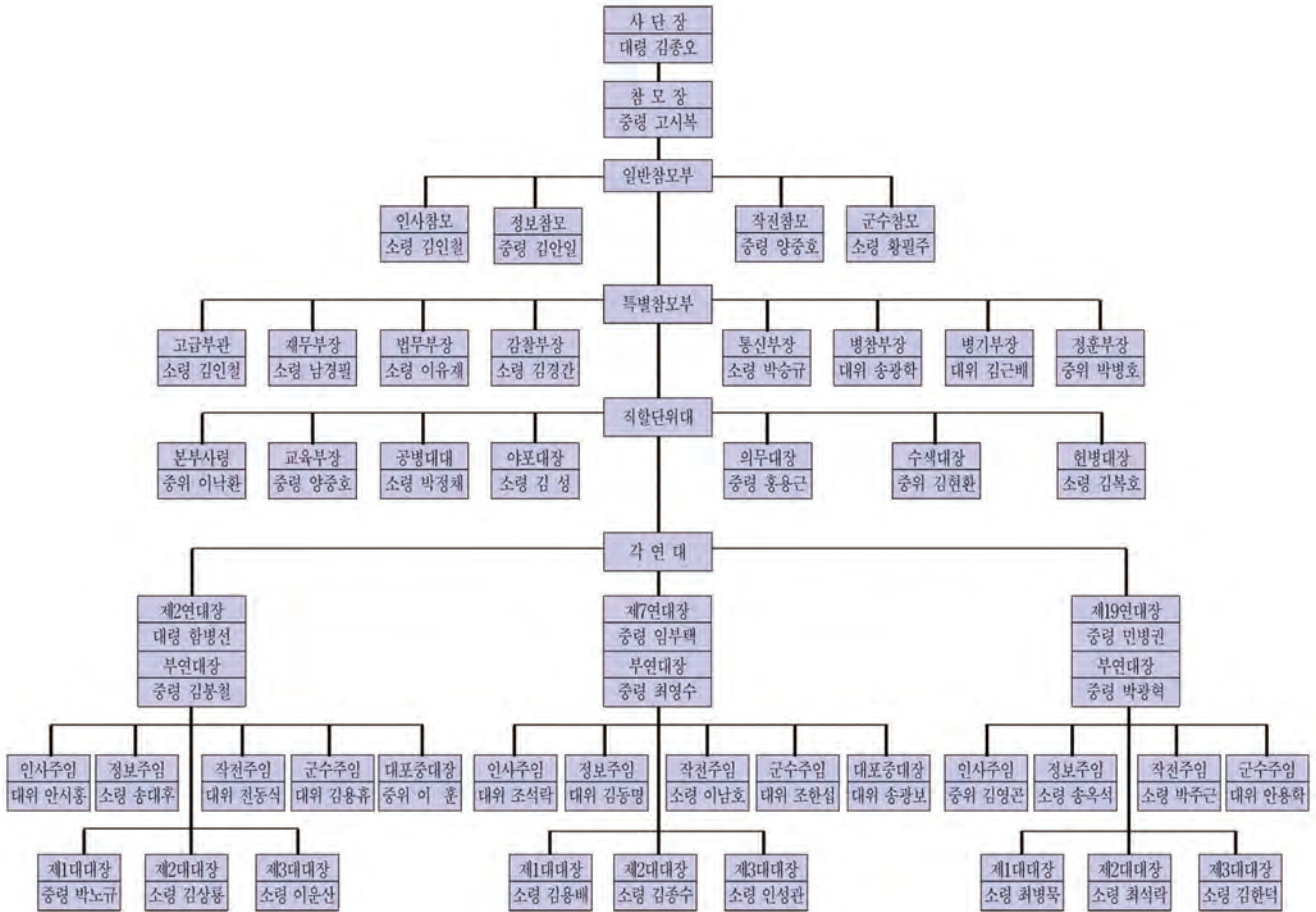 사 단 장
대령 김종오
참 모 장
중령 고시복
일반참모부
인사참모
소령 김인철
정보참모
중령 김안일
작전참모
중령 양중호
군수참모
소령 황필주
특별참모부
고급부관
소령 김인철
재무부장
소령 남경필
법무부장
소령 이유재
감찰부장
소령 김경간
통신부장
소령 박승규
병참부장
대위 송광학
병기부장
대위 김근배
정훈부장
중위 박병호
직할단위대
본부사령
중위 이낙환
교육부장
중령 양중호
공병대대
소령 박정채
야포대장
소령 김 성
의무대장
중령 홍용근
수색대장
중위 김현환
헌병대장
소령 김복호
각 연 대
제2연대장
대령 함병선
부연대장
중령 김봉철
제7연대장
중령 임부택
부연대장
중령 최영수
제19연대장
중령 민병권
부연대장
중령 박광혁
인사주임
대위 안시홍
정보주임
소령 송대후
작전주임
대위 전동식
군수주임
대위 김용휴
대포중대장
중위 이 훈
인사주임
대위 조석락
정보주임
대위 김동명
작전주임
소령 이남호
군수주임
대위 조한섭
대포중대장
대위 송광보
인사주임
중위 김영곤
정보주임
소령 송옥석
작전주임
소령 박주근
군수주임
대위 안용학
제1대대장
중령 박노규
제2대대장
소령 김상룡
제3대대장
소령 이운산
제1대대장
소령 김용배
제2대대장
소령 김종수
제3대대장
소령 인성관
제1대대장
소령 최병묵
제2대대장
소령 최석락
제3대대장
소령 김한덕